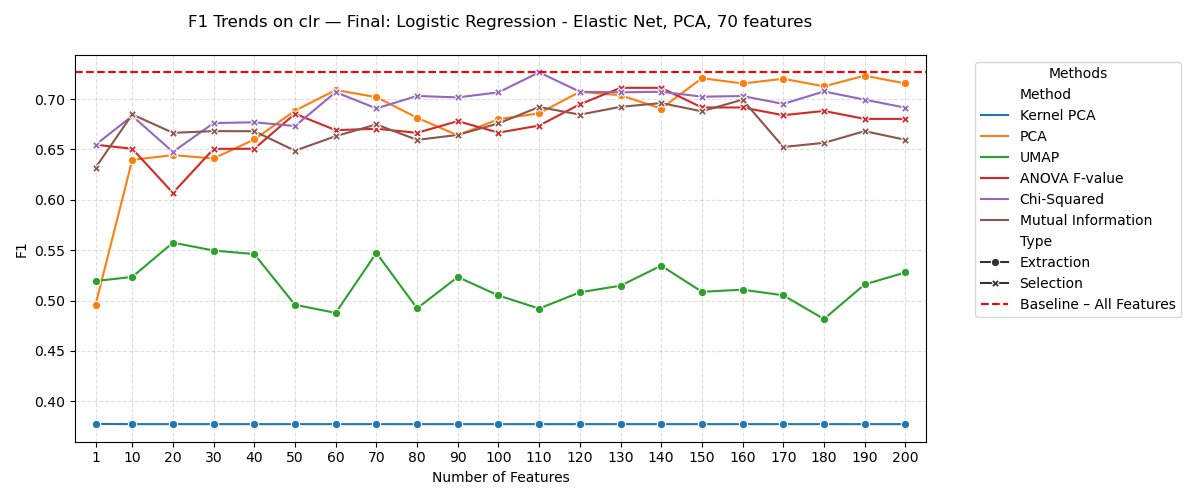 F1 Trends on clr — Final: Logistic Regression - Elastic Net, PCA, 70 features
F1
0.70
0.65
0.60
0.55
0.50
0.45
0.40
1 10 20 30 40 50 60 70 80 90 100 110 120 130 140 150 160 170 180 190 200
Number of Features
Methods
Method
Kernel PCA
PCA
UMAP
ANOVA F-value
Chi-Squared
Mutual Information
Type
Extraction
Selection
Baseline – All Features